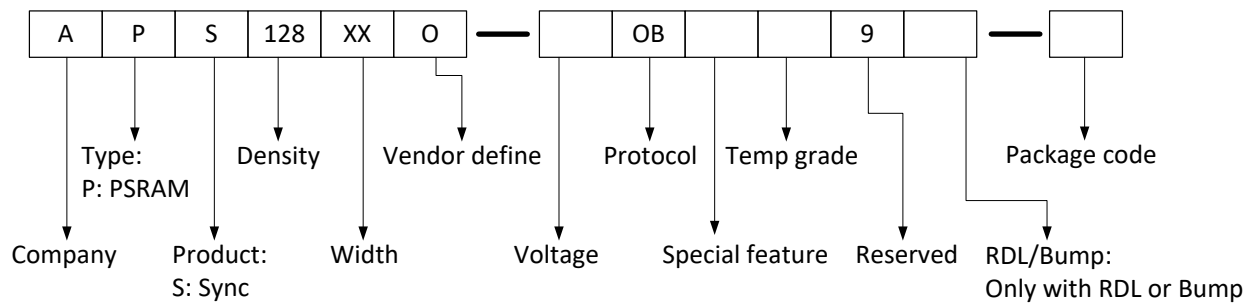 A P S 128 XX O OB 9
Type:
P: PSRAM
Density
Vendor define
Protocol
Temp grade
Package code
Company
Product:
S: Sync
Width
Voltage
Special feature
Reserved
RDL/Bump:
Only with RDL or Bump